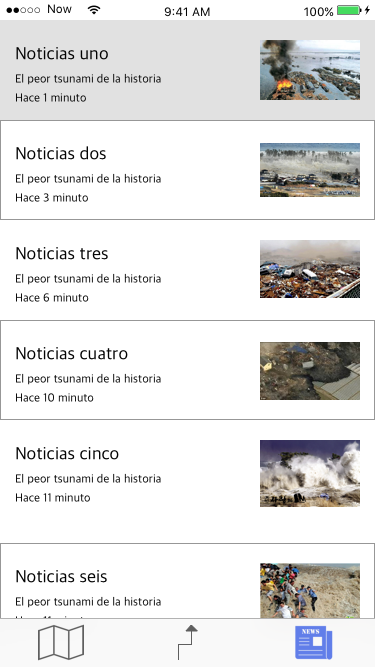 Now 9:41 AM 100%
Noticias uno
El peor tsunami de la historia
Hace 1 minuto
Noticias dos
El peor tsunami de la historia
Hace 3 minuto
Noticias tres
El peor tsunami de la historia
Hace 6 minuto
Noticias cuatro
El peor tsunami de la historia
Hace 10 minuto
Noticias cinco
El peor tsunami de la historia
Hace 11 minuto
Noticias seis
El peor tsunami de la historia
NEWS